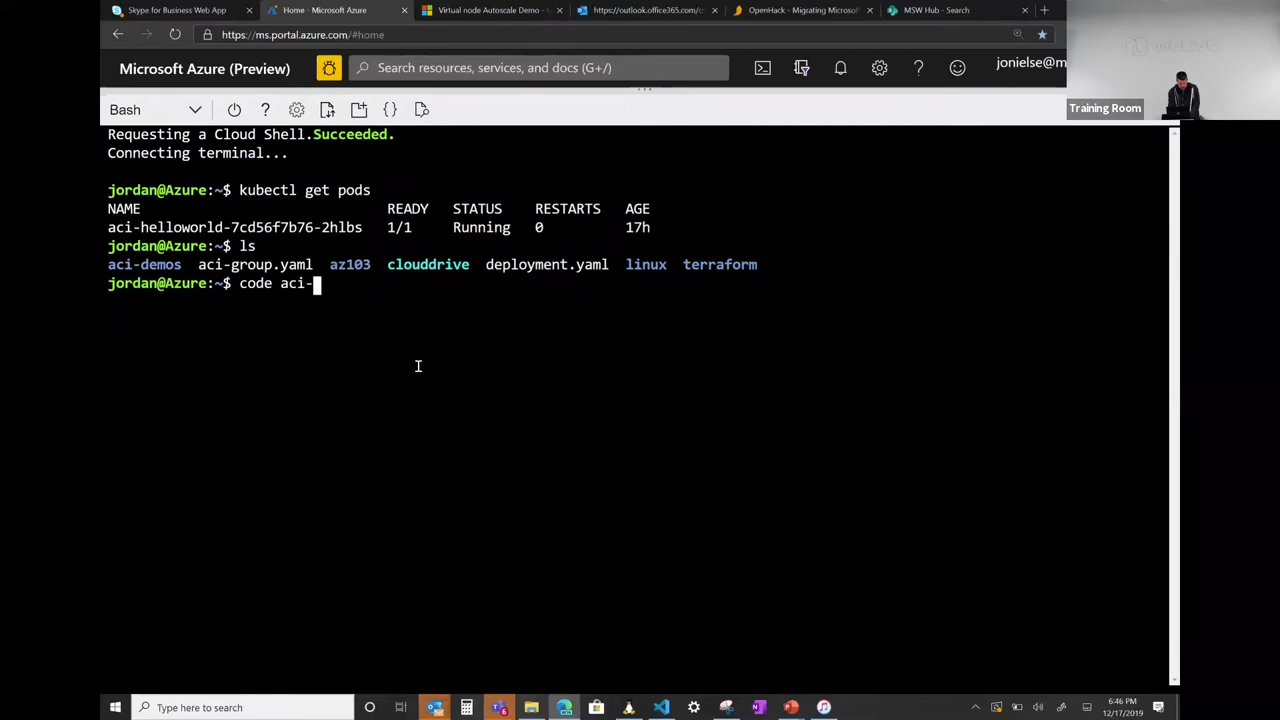 Skype for Business Web App
Home - Microsoft Azure
Virtual node Autoscale Demo -
https://outlook.office365.com/
OpenHack - Migrating Microsof
MSW Hub - Search
https://ms.portal.azure.com/#home
Microsoft Azure (Preview)
Search resources, services, and docs (G+/)
jonielse@m
Training Room
Bash
Requesting a Cloud Shell.Succeeded.
Connecting terminal...
jordan@Azure:~$ kubectl get pods
NAME READY STATUS RESTARTS AGE
aci-helloworld-7cd56f7b76-2hlbs 1/1 Running 0 17h
jordan@Azure:~$ ls
aci-demos aci-group.yaml az103 clouddrive deployment.yaml linux terraform
jordan@Azure:~$ code aci-
Type here to search
6:46 PM
12/17/2019